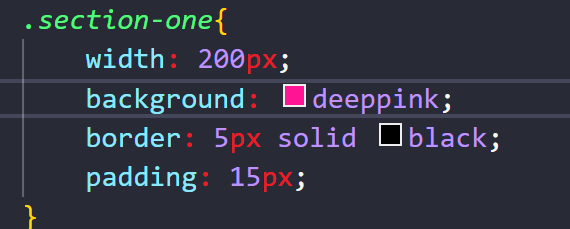 .section-one{
width: 200px;
background: deeppink;
border: 5px solid black;
padding: 15px;
}